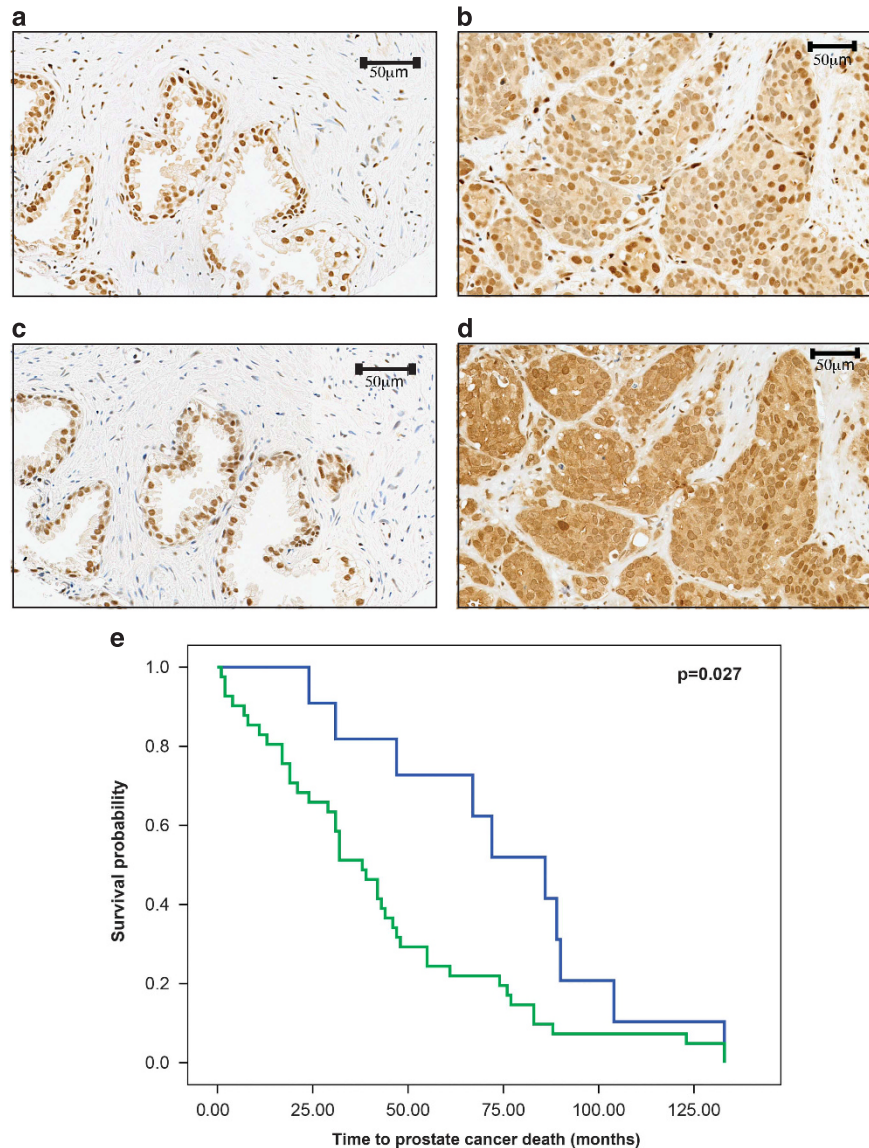 a
b
50μm
50μm
c
d
50μm
50μm
e
p=0.027
1.0
0.8
0.6
0.4
0.2
0.0
Survival probability
0.00 25.00 50.00 75.00 100.00 125.00
Time to prostate cancer death (months)